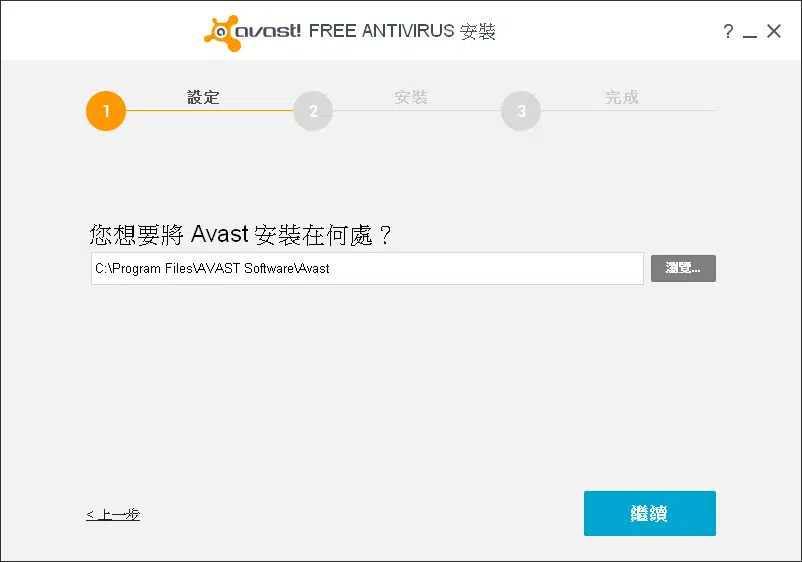 avast! FREE ANTIVIRUS 安裝
?
1 設定 2 安裝 3 完成
您想要將 Avast 安裝在何處？
C:\Program Files\AVAST Software\Avast 瀏覽...
< 上一步 繼續